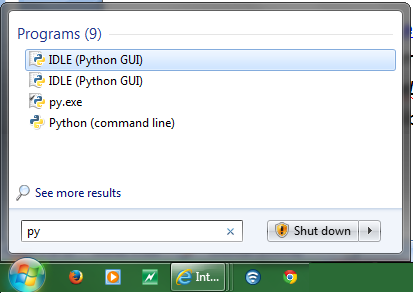 Programs (9)
IDLE (Python GUI)
IDLE (Python GUI)
py.exe
Python (command line)
See more results
py
Shut down
Int...